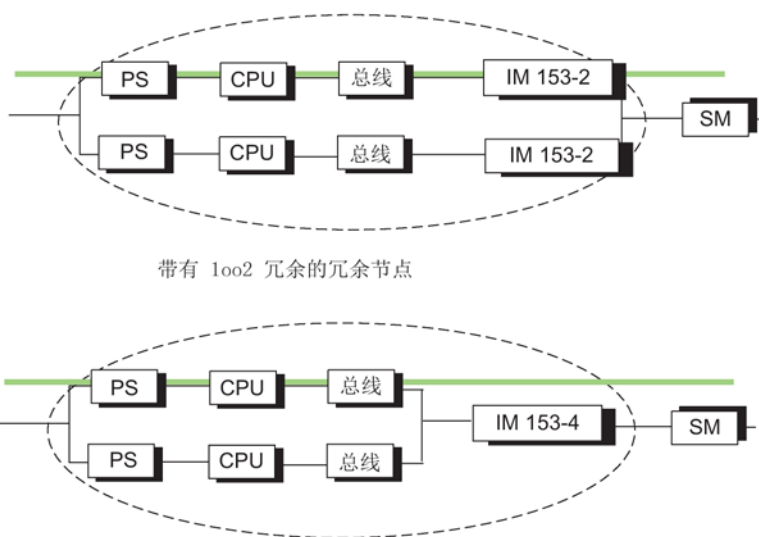 PS CPU 总线 IM 153-2
SM
PS CPU 总线 IM 153-2
带有 1oo2 冗余的冗余节点
PS CPU 总线
IM 153-4 SM
PS CPU 总线